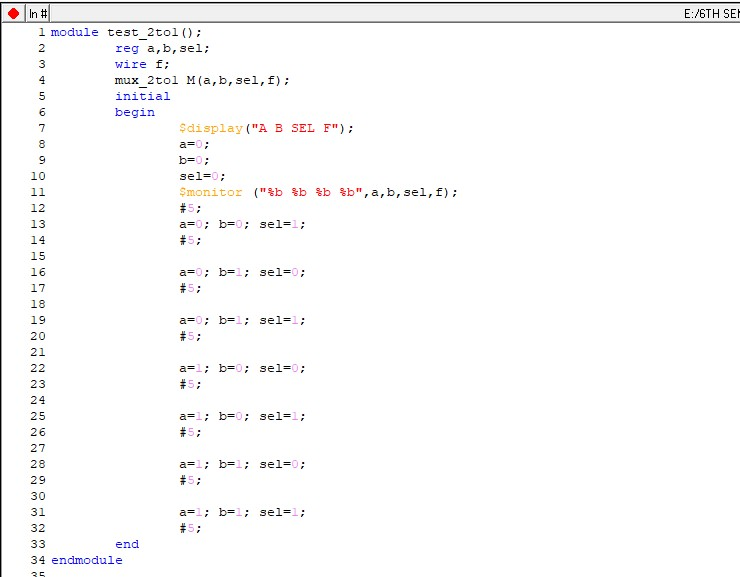 In #
E:/6TH SEM
1 module test_2to1();
2 reg a,b,sel;
3 wire f;
4 mux_2to1 M(a,b,sel,f);
5 initial
6 begin
7 $display("A B SEL F");
8 a=0;
9 b=0;
10 sel=0;
11 $monitor ("%b %b %b %b",a,b,sel,f);
12 #5;
13 a=0; b=0; sel=1;
14 #5;
15
16 a=0; b=1; sel=0;
17 #5;
18
19 a=0; b=1; sel=1;
20 #5;
21
22 a=1; b=0; sel=0;
23 #5;
24
25 a=1; b=0; sel=1;
26 #5;
27
28 a=1; b=1; sel=0;
29 #5;
30
31 a=1; b=1; sel=1;
32 #5;
33 end
34 endmodule
35